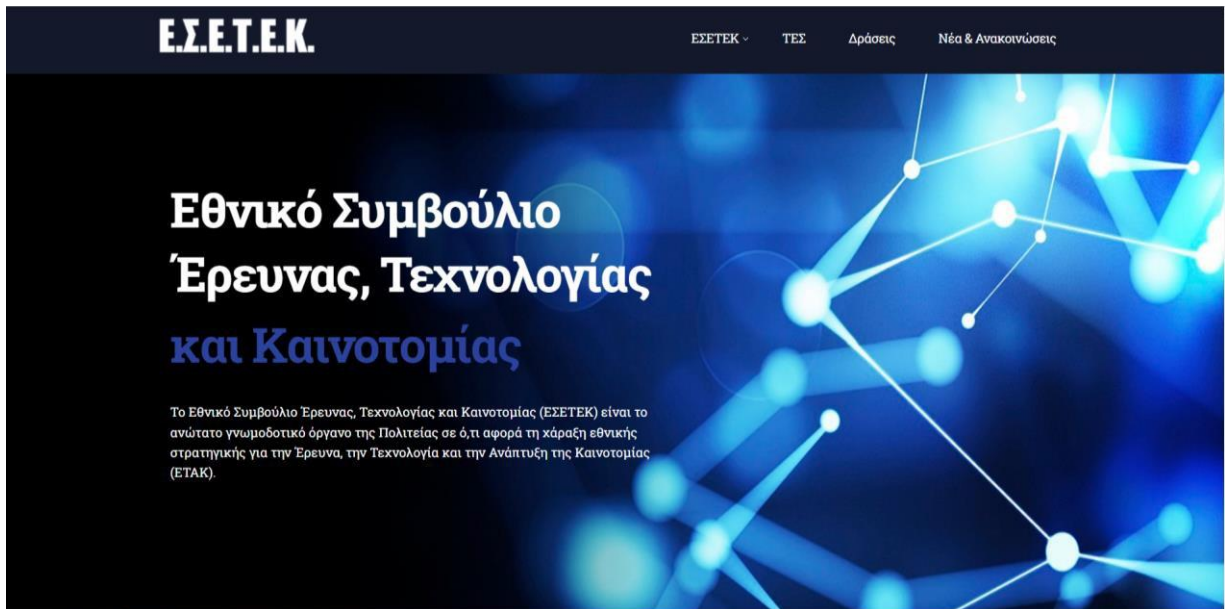 Ε.Σ.Ε.Τ.Ε.Κ.
ΕΣΕΤΕΚ ΤΕΣ Δράσεις Νέα & Ανακοινώσεις
Εθνικό Συμβούλιο
Έρευνας, Τεχνολογίας
και Καινοτομίας
Το Εθνικό Συμβούλιο Έρευνας, Τεχνολογίας και Καινοτομίας (ΕΣΕΤΕΚ) είναι το
ανώτατο γνωμοδοτικό όργανο της Πολιτείας σε ό,τι αφορά τη χάραξη εθνικής
στρατηγικής για την Έρευνα, την Τεχνολογία και την Ανάπτυξη της Καινοτομίας
(ΕΤΑΚ).